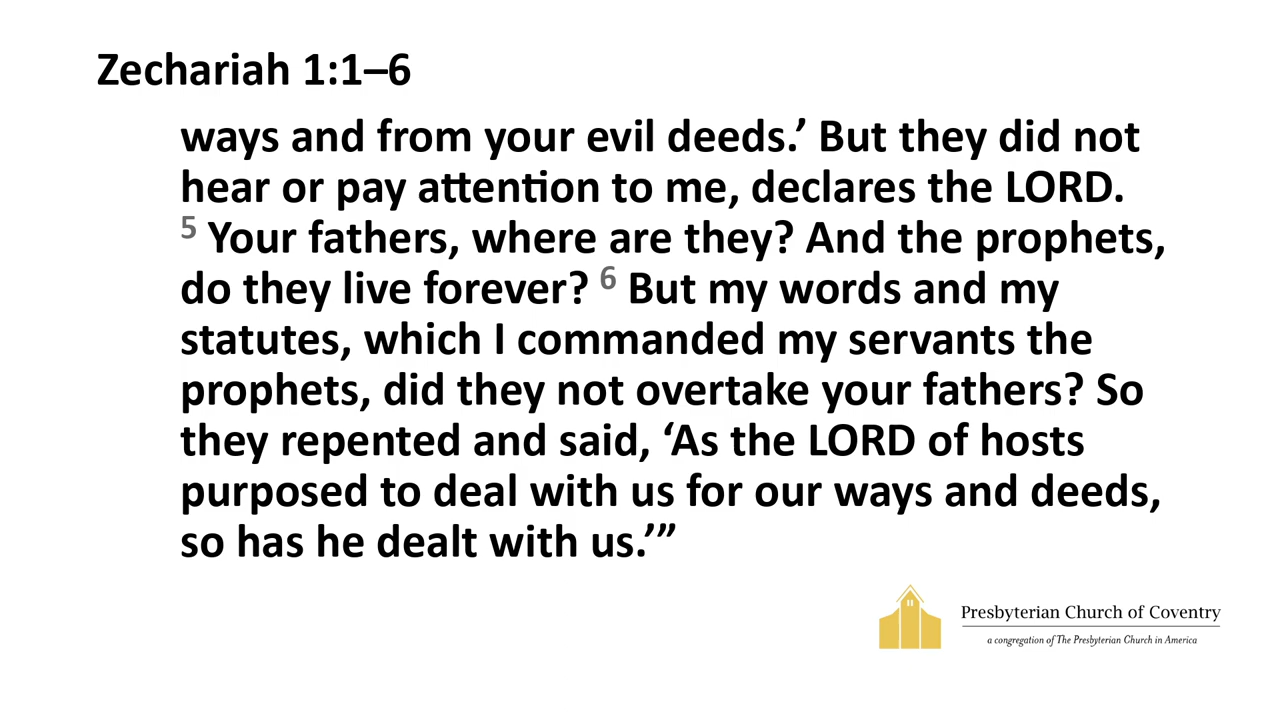 Zechariah 1:1–6
ways and from your evil deeds.’ But they did not
hear or pay attention to me, declares the LORD.
5 Your fathers, where are they? And the prophets,
do they live forever? 6 But my words and my
statutes, which I commanded my servants the
prophets, did they not overtake your fathers? So
they repented and said, ‘As the LORD of hosts
purposed to deal with us for our ways and deeds,
so has he dealt with us.’”
Presbyterian Church of Coventry
a congregation of The Presbyterian Church in America